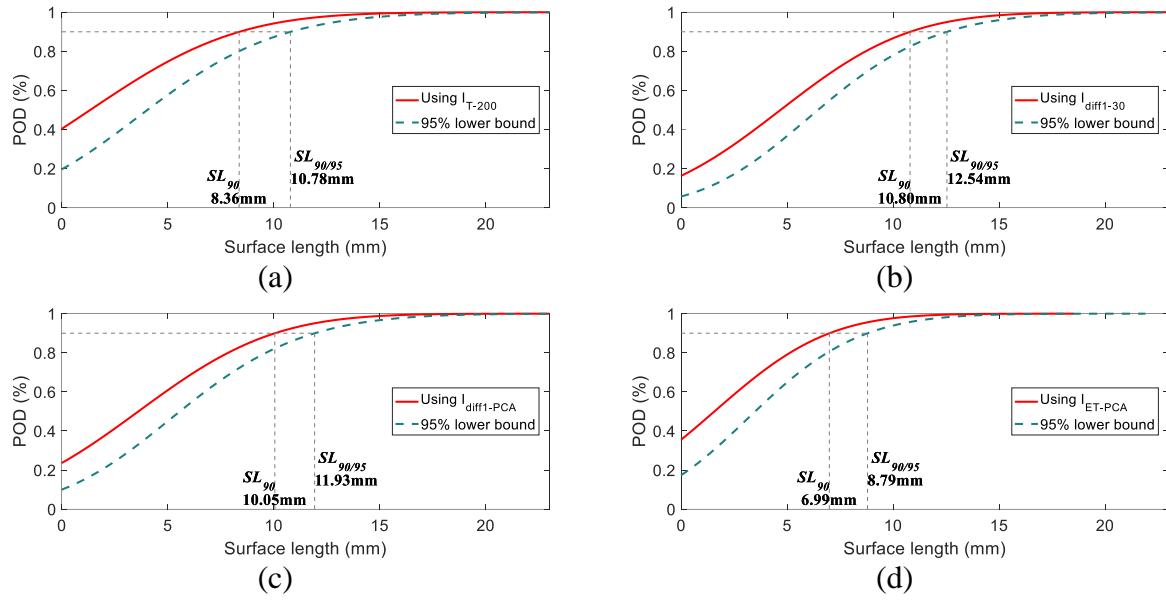 1
0.8
0.6
0.4
0.2
0
POD (%)
Using I_T-200
95% lower bound
SL_90/95
10.78mm
SL_90
8.36mm
0 5 10 15 20
Surface length (mm)
(a)
1
0.8
0.6
0.4
0.2
0
POD (%)
Using I_diff1-30
95% lower bound
SL_90/95
12.54mm
SL_90
10.80mm
0 5 10 15 20
Surface length (mm)
(b)
1
0.8
0.6
0.4
0.2
0
POD (%)
Using I_diff1-PCA
95% lower bound
SL_90/95
11.93mm
SL_90
10.05mm
0 5 10 15 20
Surface length (mm)
(c)
1
0.8
0.6
0.4
0.2
0
POD (%)
Using I_ET-PCA
95% lower bound
SL_90/95
8.79mm
SL_90
6.99mm
0 5 10 15 20
Surface length (mm)
(d)